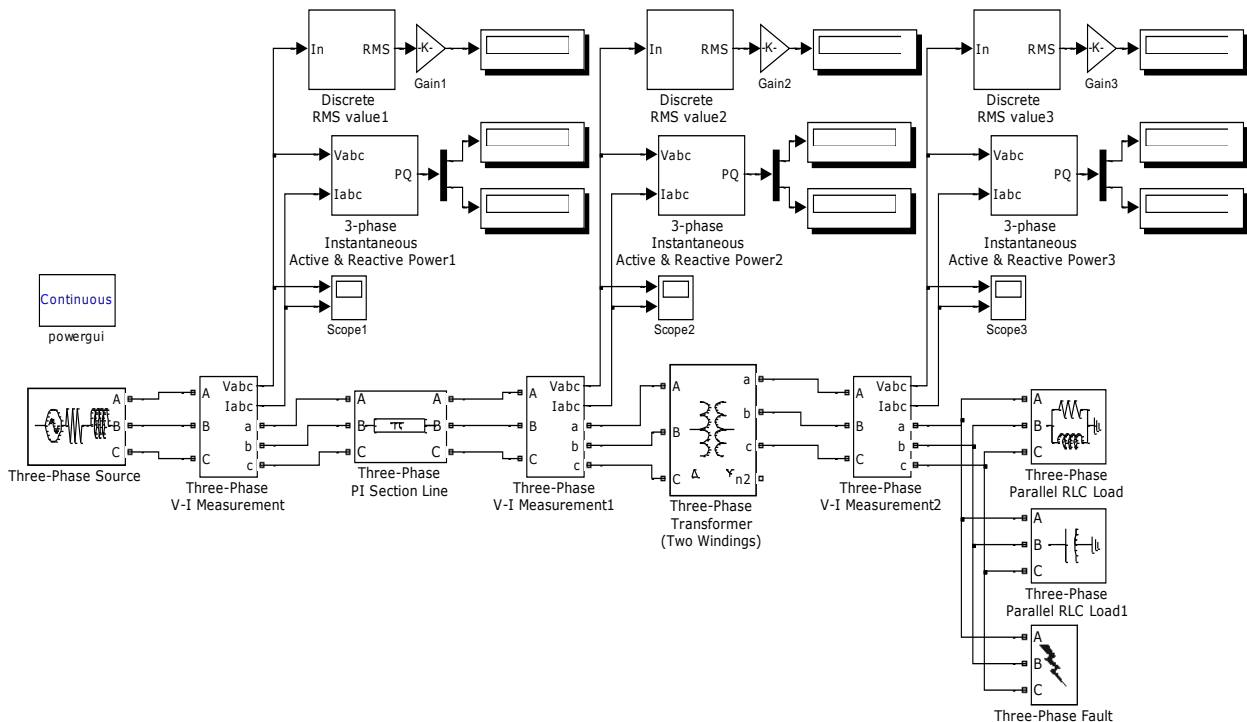 In RMS
-K-
Gain1
Discrete
RMS value1
In RMS
-K-
Gain2
Discrete
RMS value2
In RMS
-K-
Gain3
Discrete
RMS value3
Vabc
Iabc
PQ
3-phase
Instantaneous
Active & Reactive Power1
Vabc
Iabc
PQ
3-phase
Instantaneous
Active & Reactive Power2
Vabc
Iabc
PQ
3-phase
Instantaneous
Active & Reactive Power3
Continuous
powergui
Scope1
Scope2
Scope3
A
B
C
Three-Phase Source
A
B
C
Vabc
Iabc
a
b
c
Three-Phase
V-I Measurement
A
B
C
π
A
B
C
Three-Phase
PI Section Line
A
B
C
Vabc
Iabc
a
b
c
Three-Phase
V-I Measurement1
A
B
C
a
b
c
n2
Δ
Y
Three-Phase
Transformer
(Two Windings)
A
B
C
Vabc
Iabc
a
b
c
Three-Phase
V-I Measurement2
A
B
C
Three-Phase
Parallel RLC Load
A
B
C
Three-Phase
Parallel RLC Load1
A
B
C
Three-Phase Fault